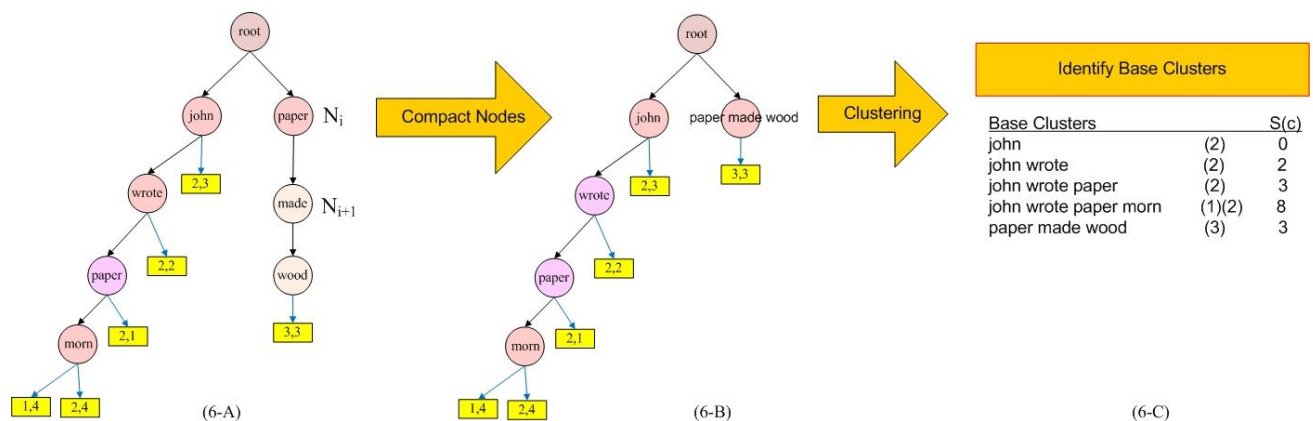 root
john
paper
N_i
wrote
2,3
made
N_{i+1}
paper
2,2
wood
morn
2,1
3,3
1,4
2,4
(6-A)
Compact Nodes
root
john
paper made wood
wrote
2,3
3,3
paper
2,2
morn
2,1
1,4
2,4
(6-B)
Clustering
Identify Base Clusters
Base Clusters S(c)
john (2) 0
john wrote (2) 2
john wrote paper (2) 3
john wrote paper morn (1)(2) 8
paper made wood (3) 3
(6-C)